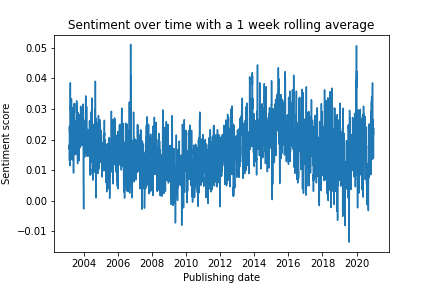 Sentiment over time with a 1 week rolling average
0.05
0.04
0.03
0.02
0.01
0.00
−0.01
Sentiment score
2004 2006 2008 2010 2012 2014 2016 2018 2020
Publishing date